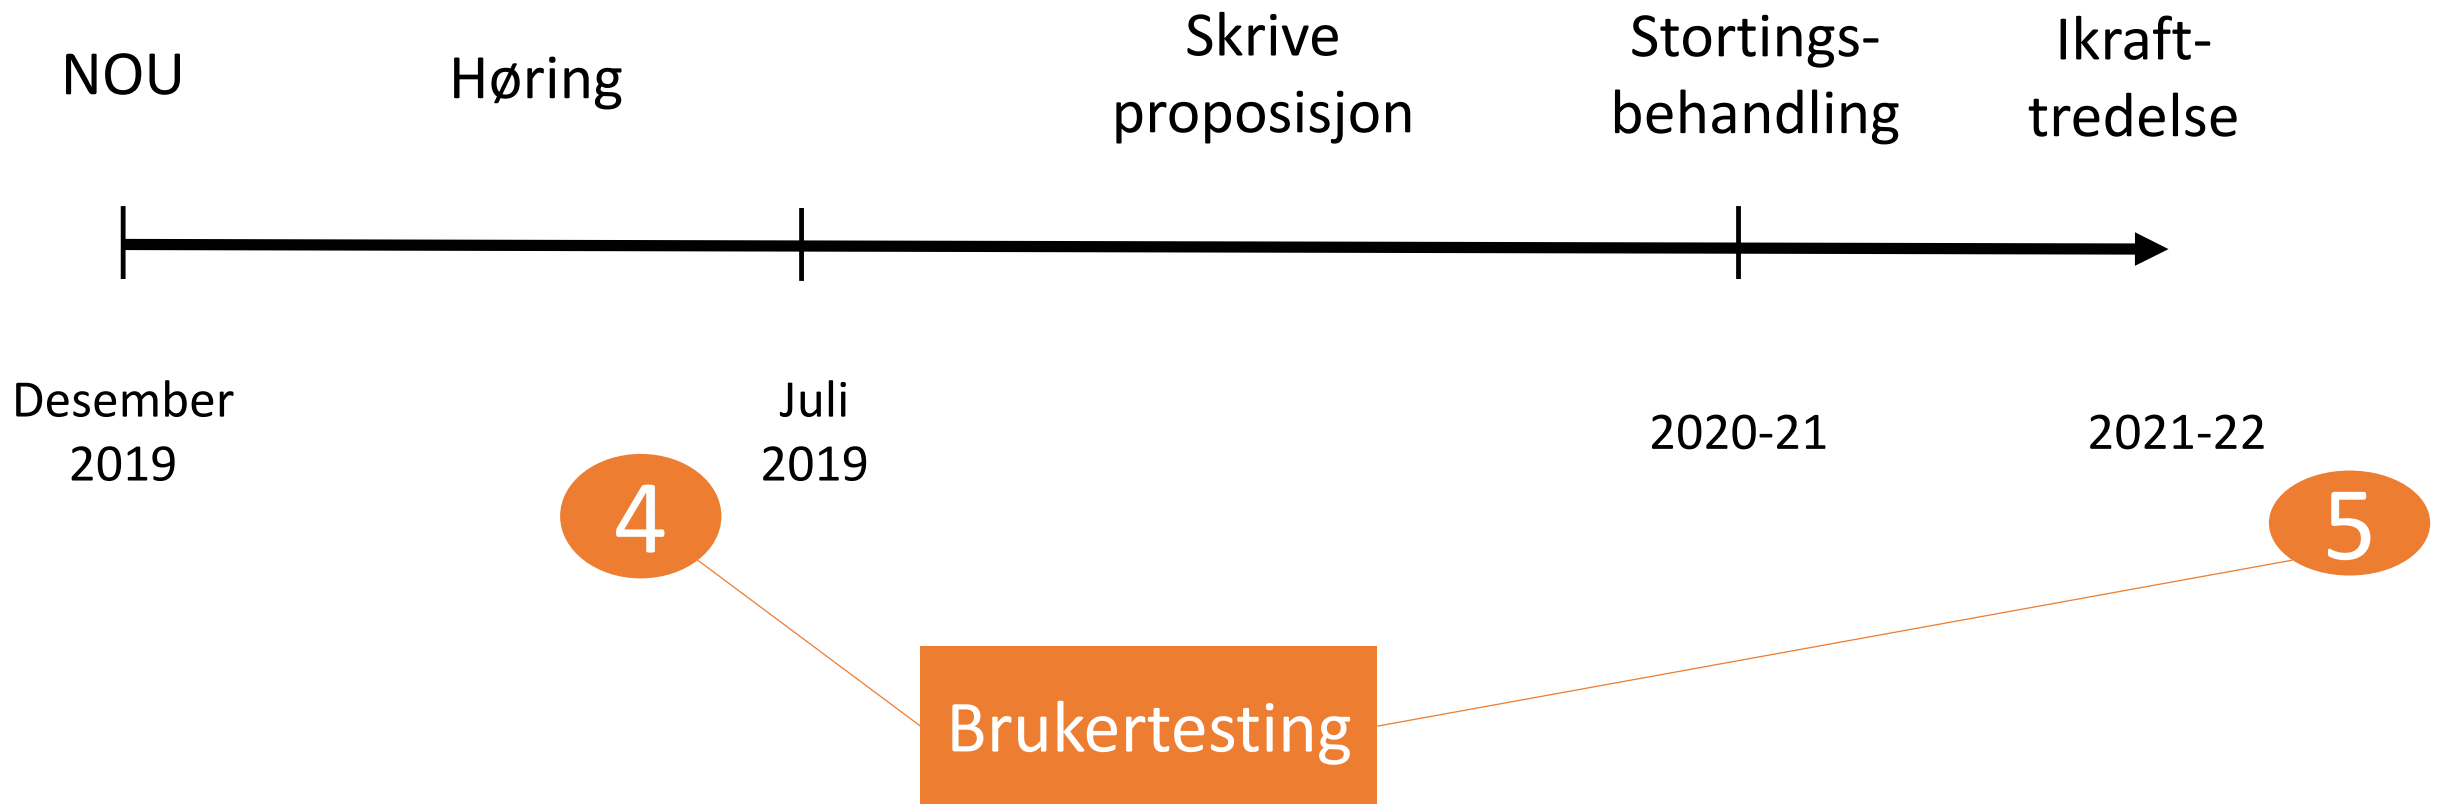 NOU
Høring
Skrive
proposisjon
Stortings-
behandling
Ikraft-
tredelse
Desember
2019
Juli
2019
2020-21
2021-22
4
5
Brukertesting